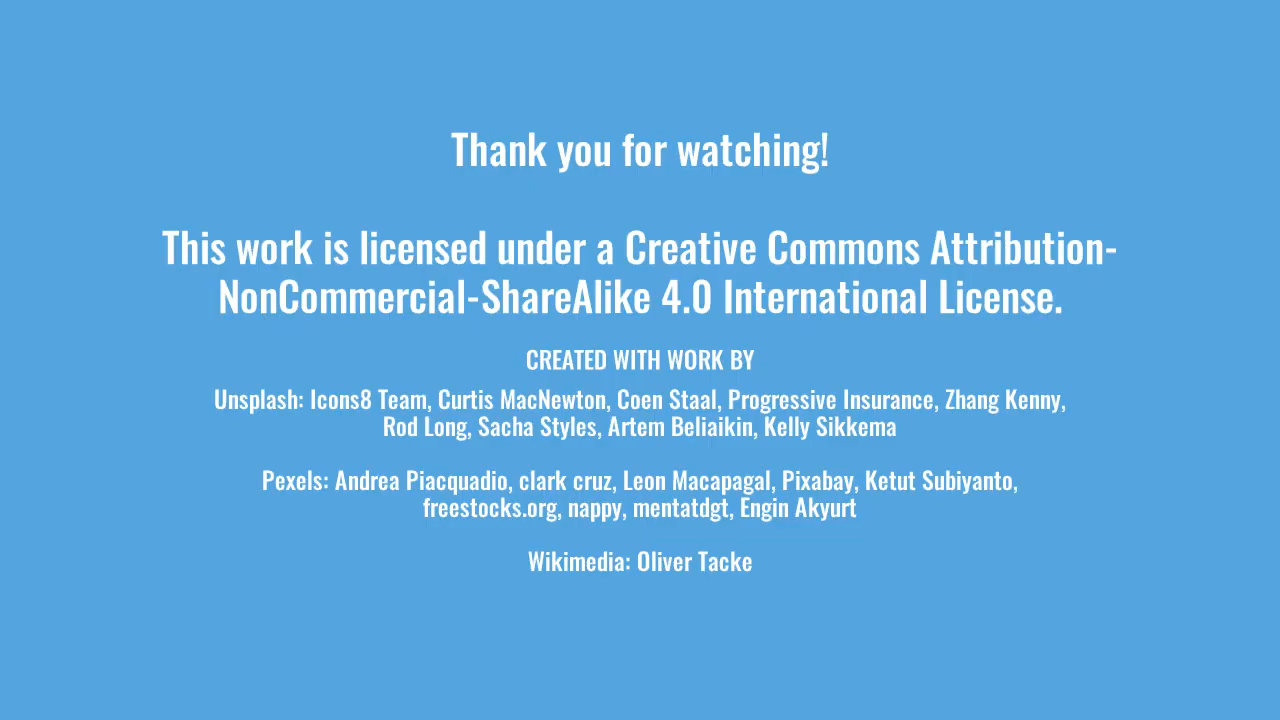 Thank you for watching!
This work is licensed under a Creative Commons Attribution-
NonCommercial-ShareAlike 4.0 International License.
CREATED WITH WORK BY
Unsplash: Icons8 Team, Curtis MacNewton, Coen Staal, Progressive Insurance, Zhang Kenny,
Rod Long, Sacha Styles, Artem Beliaikin, Kelly Sikkema
Pexels: Andrea Piacquadio, clark cruz, Leon Macapagal, Pixabay, Ketut Subiyanto,
freestocks.org, nappy, mentatdgt, Engin Akyurt
Wikimedia: Oliver Tacke